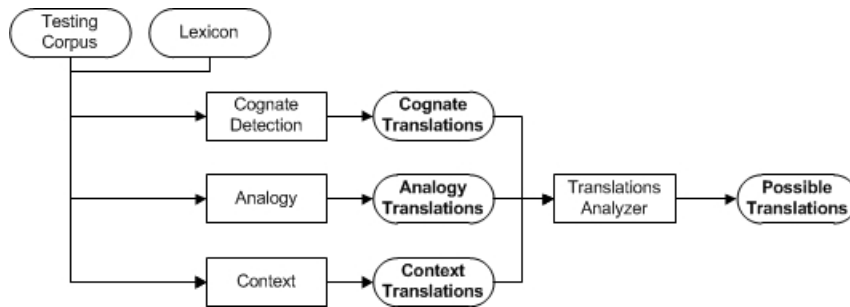 Testing
Corpus
Lexicon
Cognate
Detection
Cognate
Translations
Analogy
Analogy
Translations
Translations
Analyzer
Possible
Translations
Context
Context
Translations